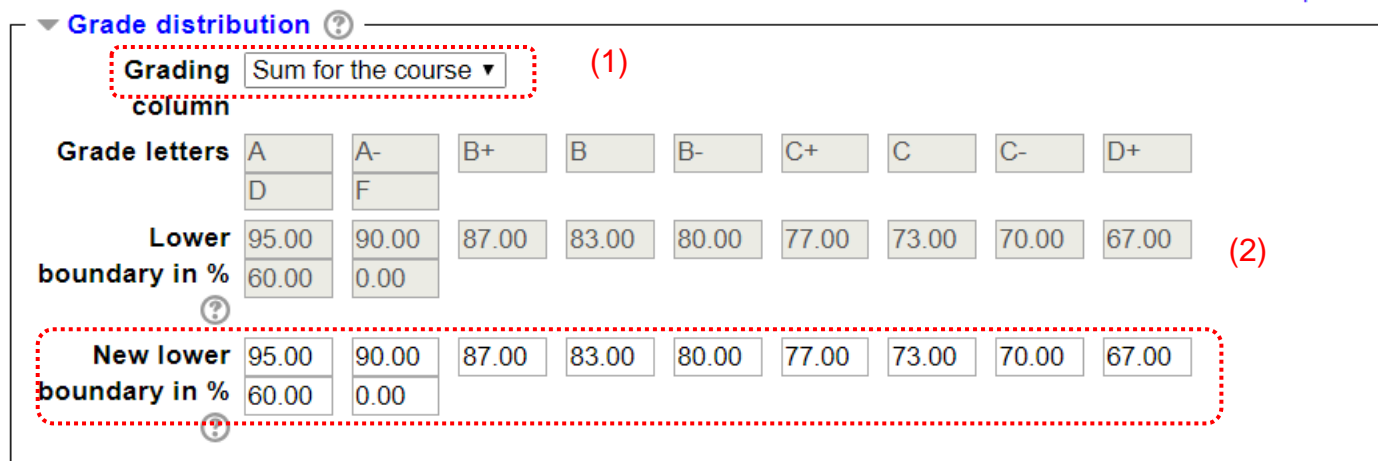 Grade distribution ?
Grading Sum for the course (1)
column
Grade letters A A- B+ B B- C+ C C- D+
D F
Lower 95.00 90.00 87.00 83.00 80.00 77.00 73.00 70.00 67.00 (2)
boundary in % 60.00 0.00
?
New lower 95.00 90.00 87.00 83.00 80.00 77.00 73.00 70.00 67.00
boundary in % 60.00 0.00
?